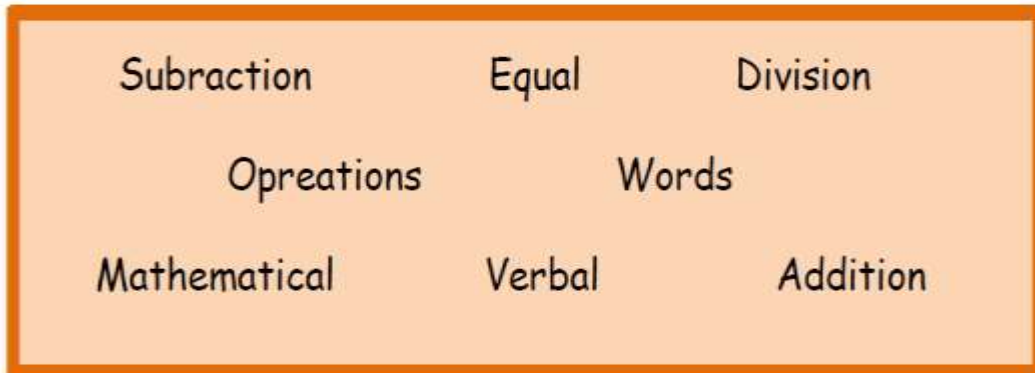 Subraction Equal Division
Opreations Words
Mathematical Verbal Addition